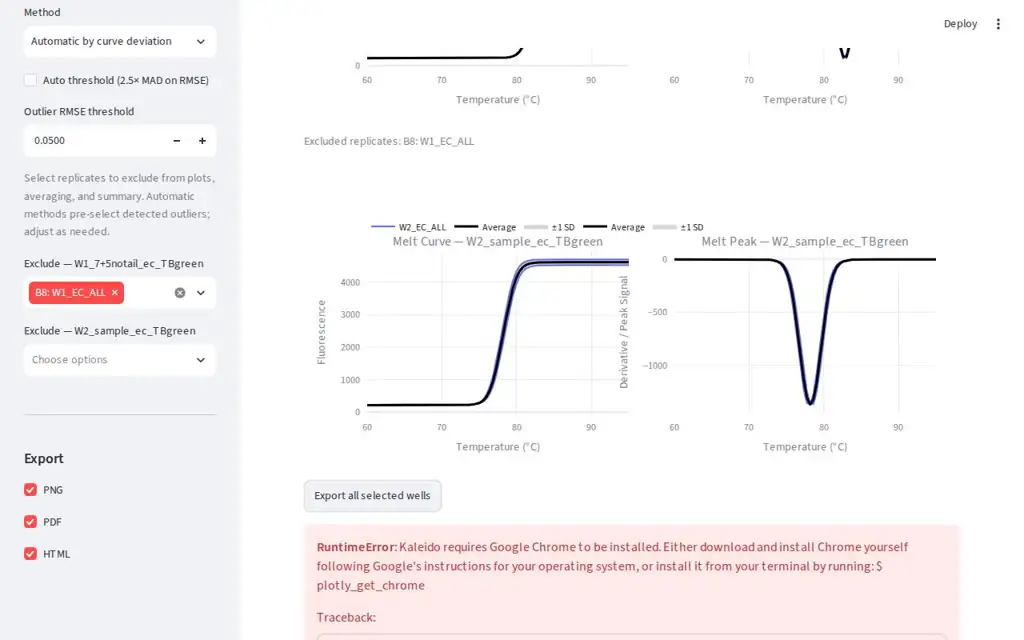 Method
Automatic by curve deviation
Auto threshold (2.5× MAD on RMSE)
Outlier RMSE threshold
0.0500
Select replicates to exclude from plots,
averaging, and summary. Automatic
methods pre-select detected outliers;
adjust as needed.
Exclude — W1_7+5notail_ec_TBgreen
B8: W1_EC_ALL ×
Exclude — W2_sample_ec_TBgreen
Choose options
Export
PNG
PDF
HTML
Deploy
0
60 70 80 90
Temperature (°C)
60 70 80 90
Temperature (°C)
Excluded replicates: B8: W1_EC_ALL
W2_EC_ALL Average ±1 SD Average ±1 SD
Melt Curve — W2_sample_ec_TBgreen
Fluorescence
4000
3000
2000
1000
0
60 70 80 90
Temperature (°C)
Melt Peak — W2_sample_ec_TBgreen
Derivative / Peak Signal
0
−500
−1000
60 70 80 90
Temperature (°C)
Export all selected wells
RuntimeError: Kaleido requires Google Chrome to be installed. Either download and install Chrome yourself
following Google's instructions for your operating system, or install it from your terminal by running: $
plotly_get_chrome
Traceback: